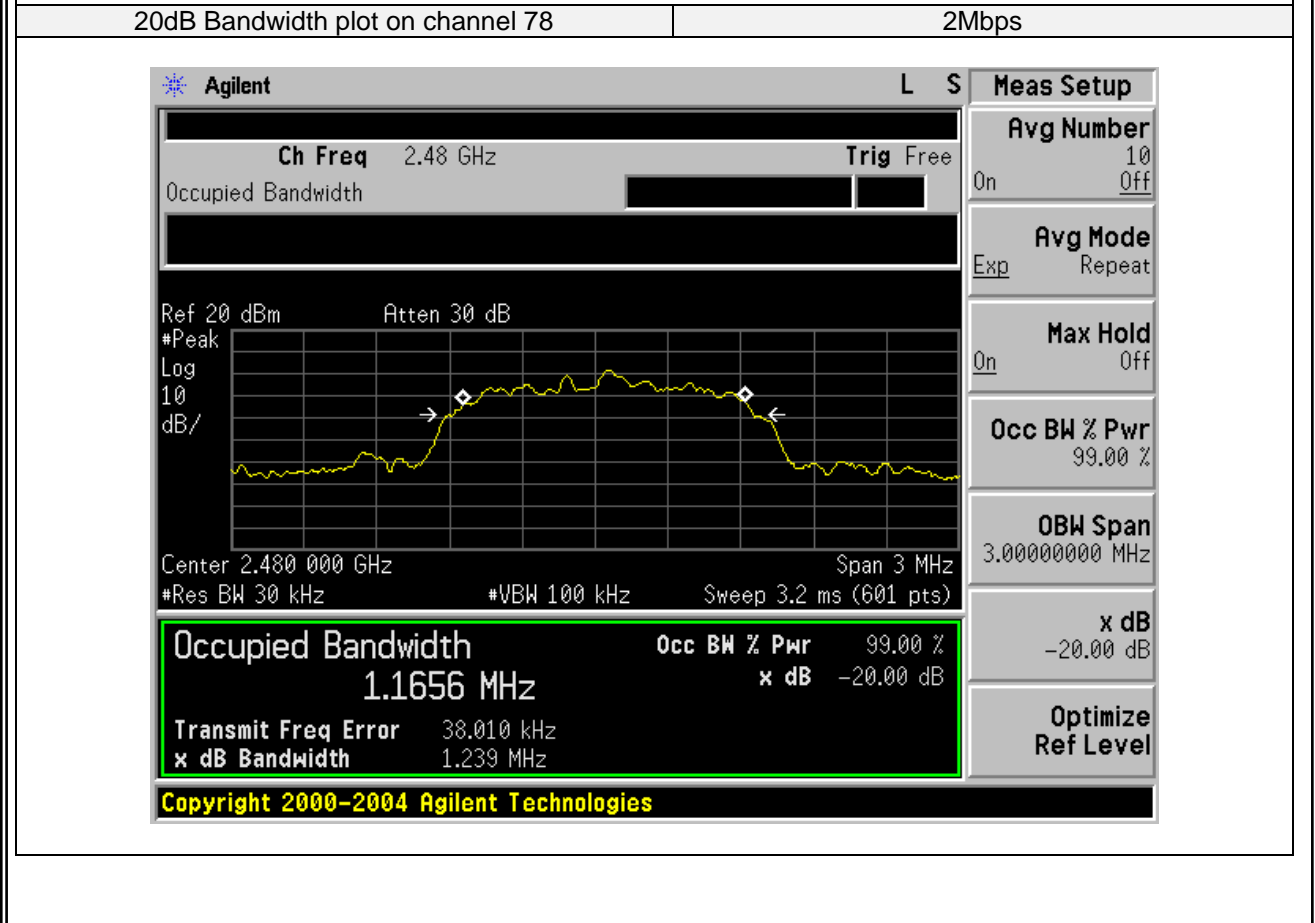 20dB Bandwidth plot on channel 78 2Mbps
Agilent L S Meas Setup
Ch Freq 2.48 GHz Trig Free
Occupied Bandwidth
Avg Number
10
On Off
Avg Mode
Exp Repeat
Max Hold
On Off
Occ BW % Pwr
99.00 %
OBW Span
3.00000000 MHz
x dB
-20.00 dB
Optimize
Ref Level
Ref 20 dBm Atten 30 dB
#Peak
Log
10
dB/
Center 2.480 000 GHz Span 3 MHz
#Res BW 30 kHz #VBW 100 kHz Sweep 3.2 ms (601 pts)
Occupied Bandwidth Occ BW % Pwr 99.00 %
1.1656 MHz x dB -20.00 dB
Transmit Freq Error 38.010 kHz
x dB Bandwidth 1.239 MHz
Copyright 2000-2004 Agilent Technologies